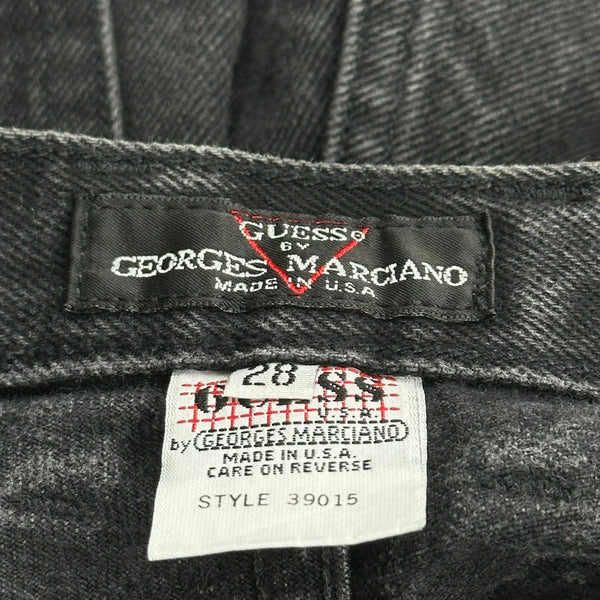 GUESS®
BY
GEORGES MARCIANO
MADE IN U.S.A
28
GUESS
U.S.A
by GEORGES MARCIANO
MADE IN U.S.A.
CARE ON REVERSE
STYLE 39015